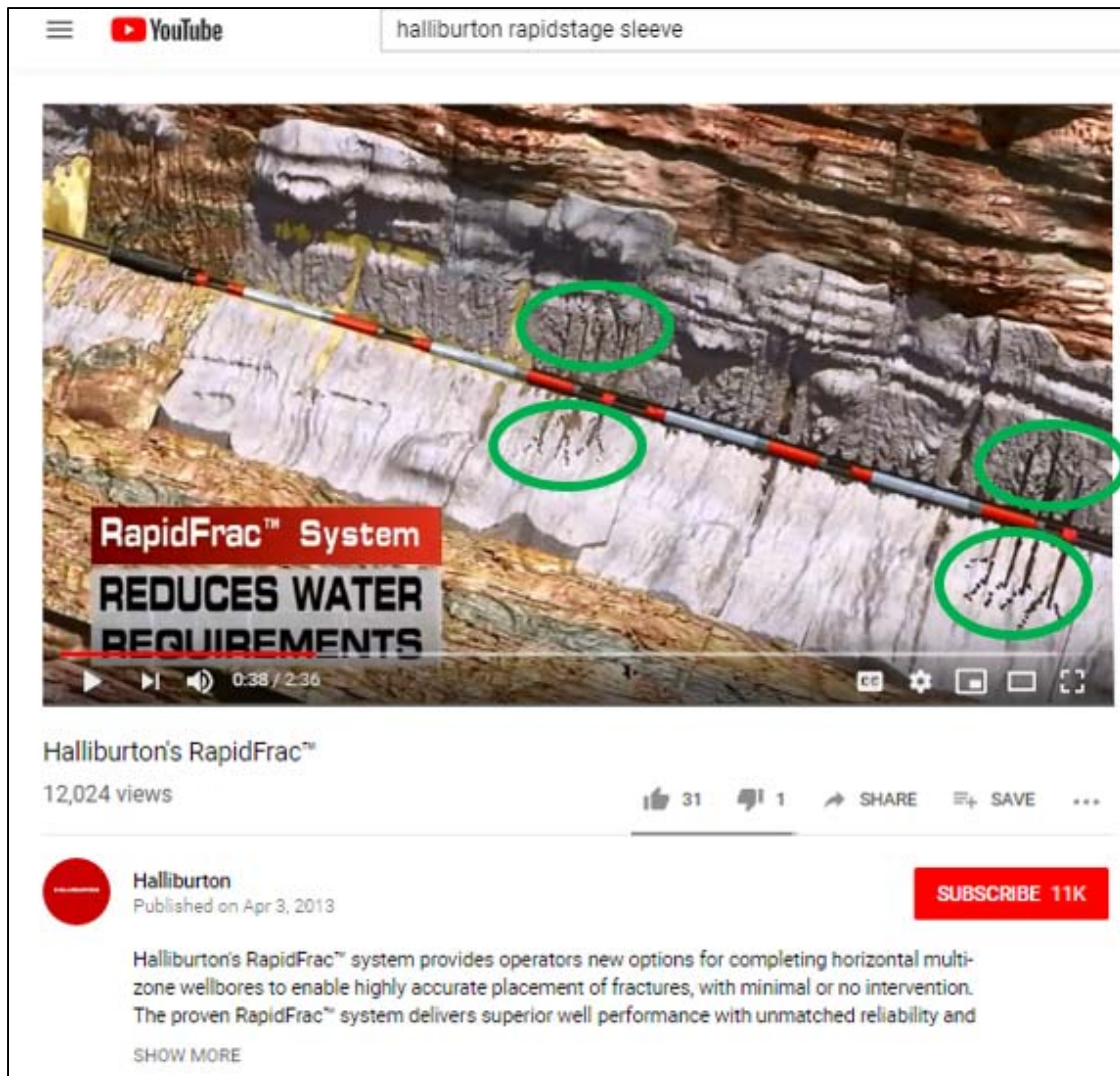 YouTube
halliburton rapidstage sleeve
RapidFrac™ System
REDUCES WATER
REQUIREMENTS
0:38 / 2:36
CC
Halliburton's RapidFrac™
12,024 views
31 1 SHARE SAVE
HALLIBURTON
Halliburton
Published on Apr 3, 2013
SUBSCRIBE 11K
Halliburton's RapidFrac™ system provides operators new options for completing horizontal multi-
zone wellbores to enable highly accurate placement of fractures, with minimal or no intervention.
The proven RapidFrac™ system delivers superior well performance with unmatched reliability and
SHOW MORE